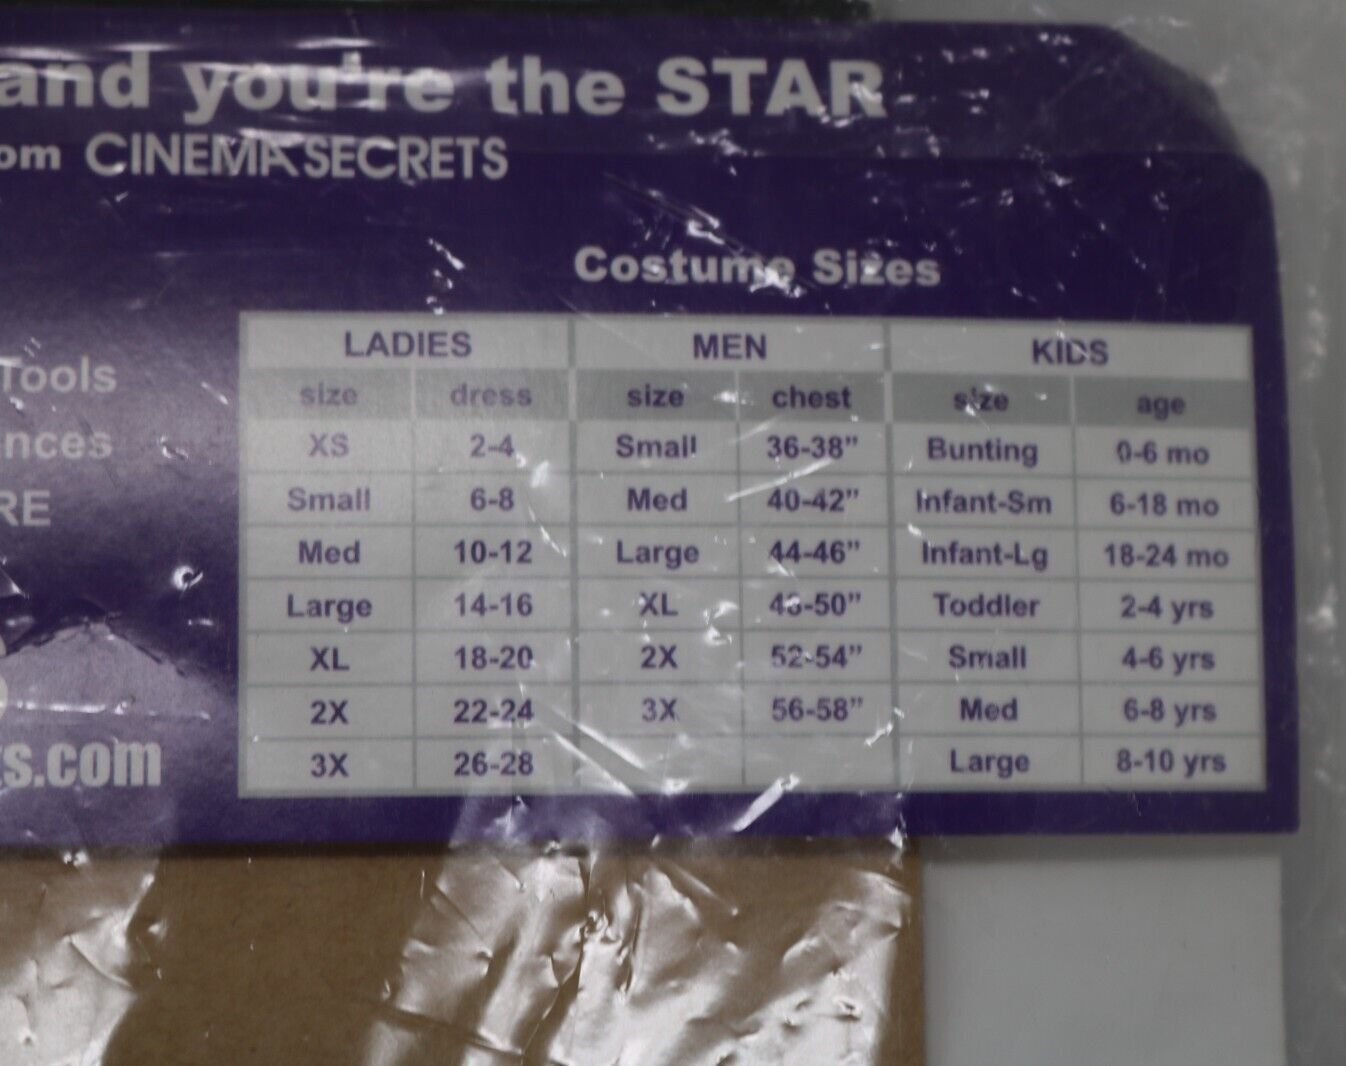 and you're the STAR
om CINEMA SECRETS
Costume Sizes
Tools
nces
RE
s.com
LADIES MEN KIDS
size dress size chest size age
XS 2-4 Small 36-38” Bunting 0-6 mo
Small 6-8 Med 40-42” Infant-Sm 6-18 mo
Med 10-12 Large 44-46” Infant-Lg 18-24 mo
Large 14-16 XL 48-50” Toddler 2-4 yrs
XL 18-20 2X 52-54” Small 4-6 yrs
2X 22-24 3X 56-58” Med 6-8 yrs
3X 26-28 Large 8-10 yrs